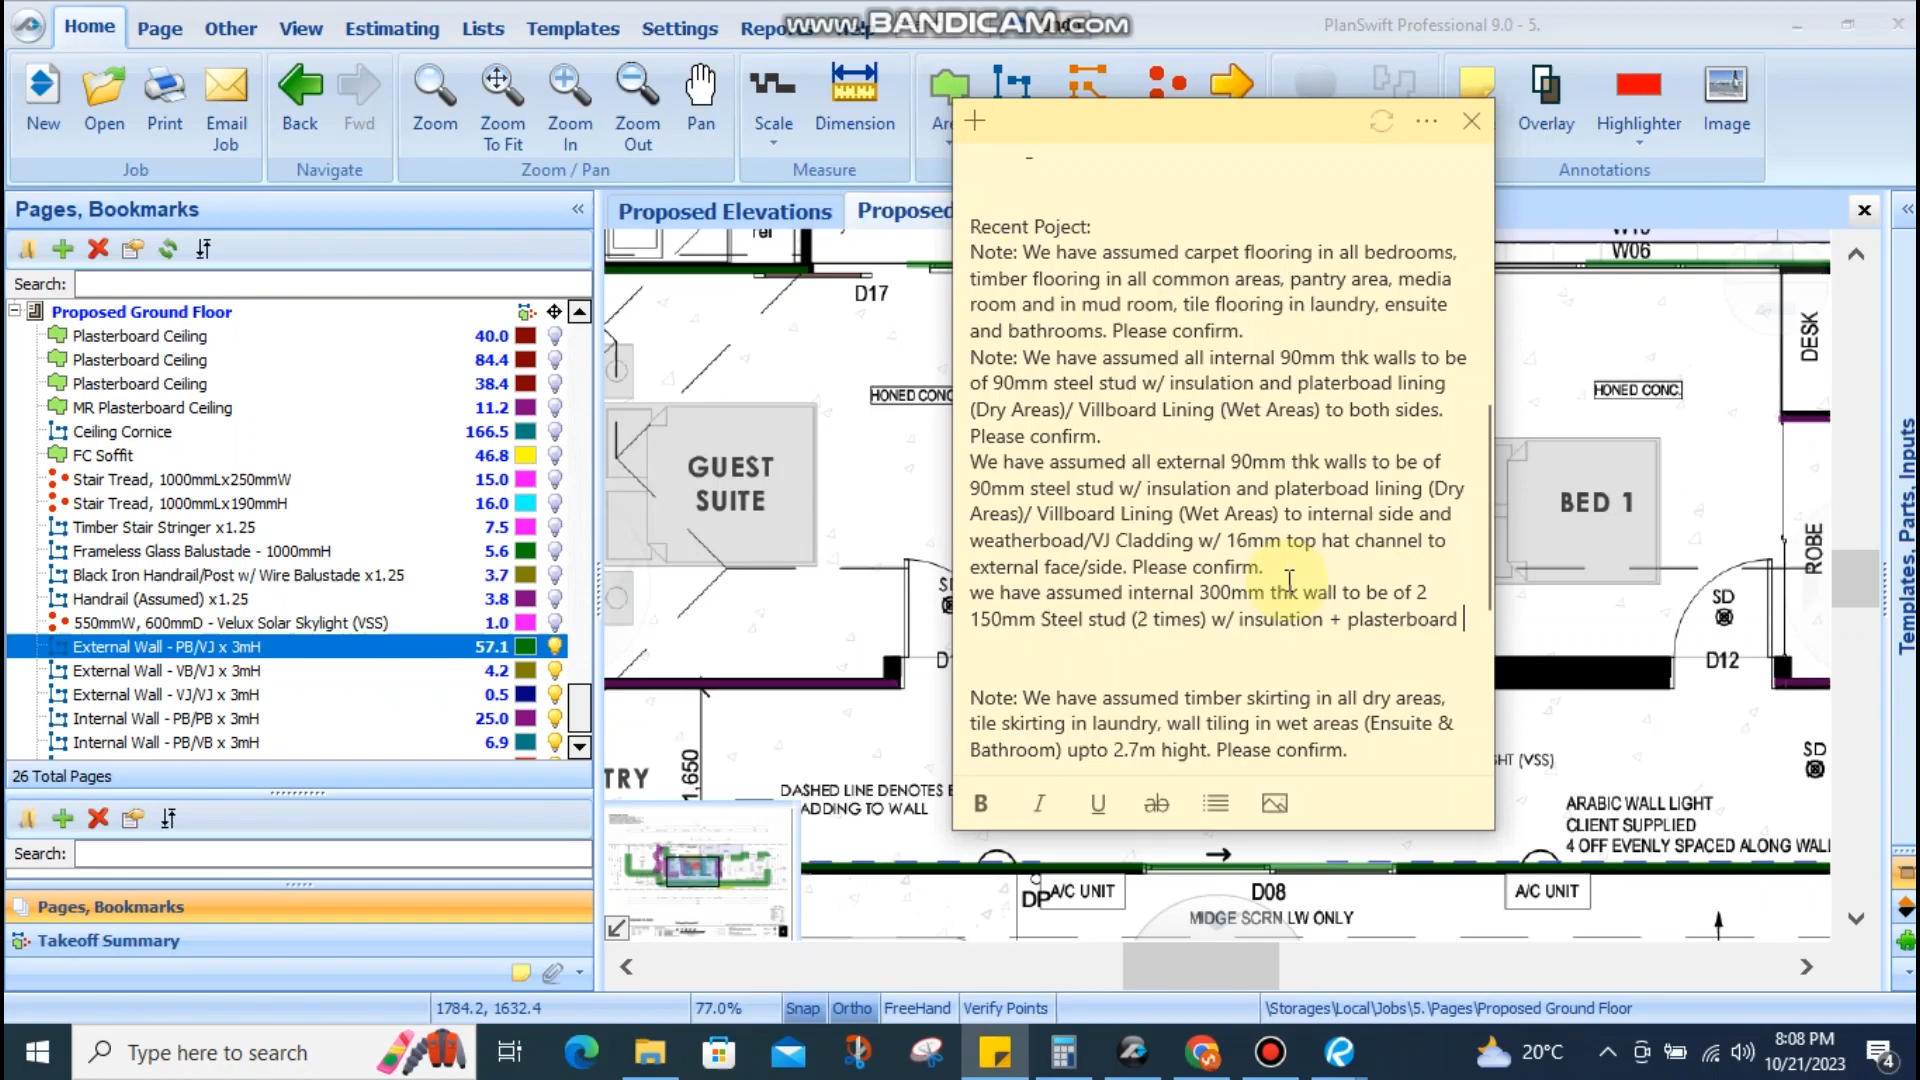 www.BANDICAM.com
Home Page Other View Estimating Lists Templates Settings
PlanSwift Professional 9.0 - 5.
New Open Print Email Job
Back Fwd
Zoom Zoom To Fit Zoom In Zoom Out Pan
Scale Dimension
Overlay Highlighter Image
Job Navigate Zoom / Pan Measure Annotations
Pages, Bookmarks
Search:
Proposed Ground Floor
Plasterboard Ceiling 40.0
Plasterboard Ceiling 84.4
Plasterboard Ceiling 38.4
MR Plasterboard Ceiling 11.2
Ceiling Cornice 166.5
FC Soffit 46.8
Stair Tread, 1000mmLx250mmW 15.0
Stair Tread, 1000mmLx190mmH 16.0
Timber Stair Stringer x1.25 7.5
Frameless Glass Balustade - 1000mmH 5.6
Black Iron Handrail/Post w/ Wire Balustade x1.25 3.7
Handrail (Assumed) x1.25 3.8
550mmW, 600mmD - Velux Solar Skylight (VSS) 1.0
External Wall - PB/VJ x 3mH 57.1
External Wall - VB/VJ x 3mH 4.2
External Wall - VJ/VJ x 3mH 0.5
Internal Wall - PB/PB x 3mH 25.0
Internal Wall - PB/VB x 3mH 6.9
26 Total Pages
Search:
Pages, Bookmarks
Takeoff Summary
Proposed Elevations
Proposed
D17
HONED CONC
GUEST
SUITE
1,650
TRY
DASHED LINE DENOTES
ADDING TO WALL
-
Recent Poject:
Note: We have assumed carpet flooring in all bedrooms,
timber flooring in all common areas, pantry area, media
room and in mud room, tile flooring in laundry, ensuite
and bathrooms. Please confirm.
Note: We have assumed all internal 90mm thk walls to be
of 90mm steel stud w/ insulation and platerboad lining
(Dry Areas)/ Villboard Lining (Wet Areas) to both sides.
Please confirm.
We have assumed all external 90mm thk walls to be of
90mm steel stud w/ insulation and platerboad lining (Dry
Areas)/ Villboard Lining (Wet Areas) to internal side and
weatherboad/VJ Cladding w/ 16mm top hat channel to
external face/side. Please confirm.
we have assumed internal 300mm thk wall to be of 2
150mm Steel stud (2 times) w/ insulation + plasterboard
Note: We have assumed timber skirting in all dry areas,
tile skirting in laundry, wall tiling in wet areas (Ensuite &
Bathroom) upto 2.7m hight. Please confirm.
B I U ab
W06
DESK
HONED CONC.
BED 1
ROBE
SD
D12
SD
HT (VSS)
ARABIC WALL LIGHT
CLIENT SUPPLIED
4 OFF EVENLY SPACED ALONG WALL
DP
A/C UNIT
D08
A/C UNIT
MIDGE SCRN LW ONLY
Templates, Parts, Inputs
1784.2, 1632.4 77.0% Snap Ortho FreeHand Verify Points \Storages\Local\Jobs\5.\Pages\Proposed Ground Floor
Type here to search
20°C
8:08 PM
10/21/2023
4